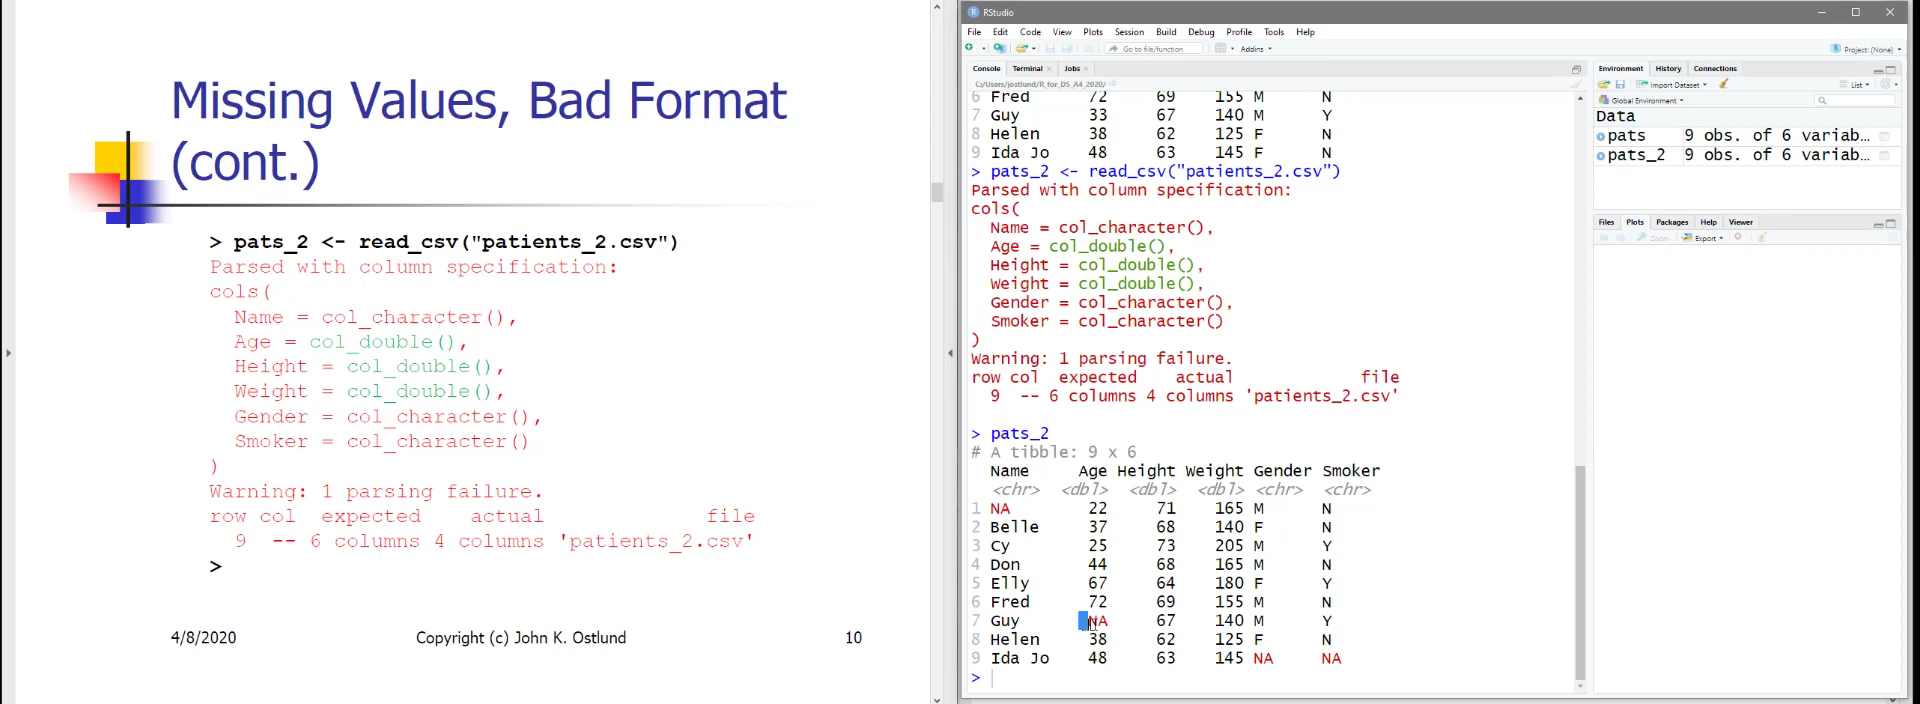 Missing Values, Bad Format
(cont.)
> pats_2 <- read_csv("patients_2.csv")
Parsed with column specification:
cols(
  Name = col_character(),
  Age = col_double(),
  Height = col_double(),
  Weight = col_double(),
  Gender = col_character(),
  Smoker = col_character()
)
Warning: 1 parsing failure.
row col  expected   actual             file
  9  -- 6 columns 4 columns 'patients_2.csv'
>
4/8/2020
Copyright (c) John K. Ostlund
10
RStudio
File Edit Code View Plots Session Build Debug Profile Tools Help
Go to file/function
Addins
Project: (None)
Console Terminal Jobs
C:/Users/jostlund/R_for_DS_A4_2020/
6 Fred 72 69 155 M N
7 Guy 33 67 140 M Y
8 Helen 38 62 125 F N
9 Ida Jo 48 63 145 F N
> pats_2 <- read_csv("patients_2.csv")
Parsed with column specification:
cols(
  Name = col_character(),
  Age = col_double(),
  Height = col_double(),
  Weight = col_double(),
  Gender = col_character(),
  Smoker = col_character()
)
Warning: 1 parsing failure.
row col  expected    actual             file
  9  -- 6 columns 4 columns 'patients_2.csv'
> pats_2
# A tibble: 9 x 6
  Name Age Height Weight Gender Smoker
  <chr> <dbl> <dbl> <dbl> <chr> <chr>
1 NA 22 71 165 M N
2 Belle 37 68 140 F N
3 Cy 25 73 205 M Y
4 Don 44 68 165 M N
5 Elly 67 64 180 F Y
6 Fred 72 69 155 M N
7 Guy NA 67 140 M Y
8 Helen 38 62 125 F N
9 Ida Jo 48 63 145 NA NA
>
Environment History Connections
Import Dataset
List
Global Environment
Data
pats 9 obs. of 6 variab…
pats_2 9 obs. of 6 variab…
Files Plots Packages Help Viewer
Zoom Export